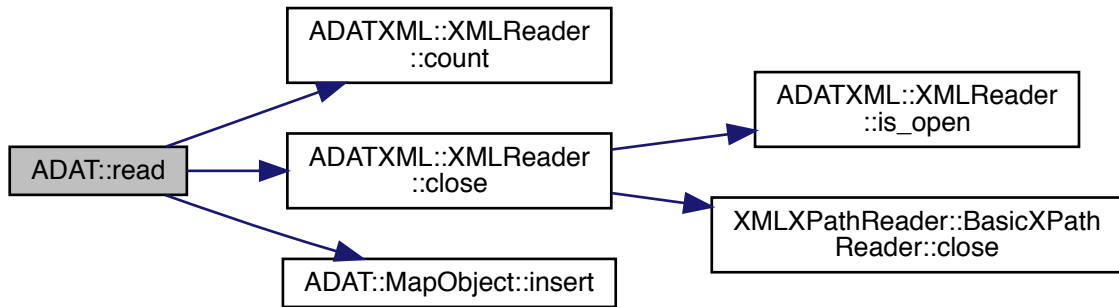 ADAT::read
ADATXML::XMLReader
::count
ADATXML::XMLReader
::close
ADAT::MapObject::insert
ADATXML::XMLReader
::is_open
XMLXPathReader::BasicXPath
Reader::close